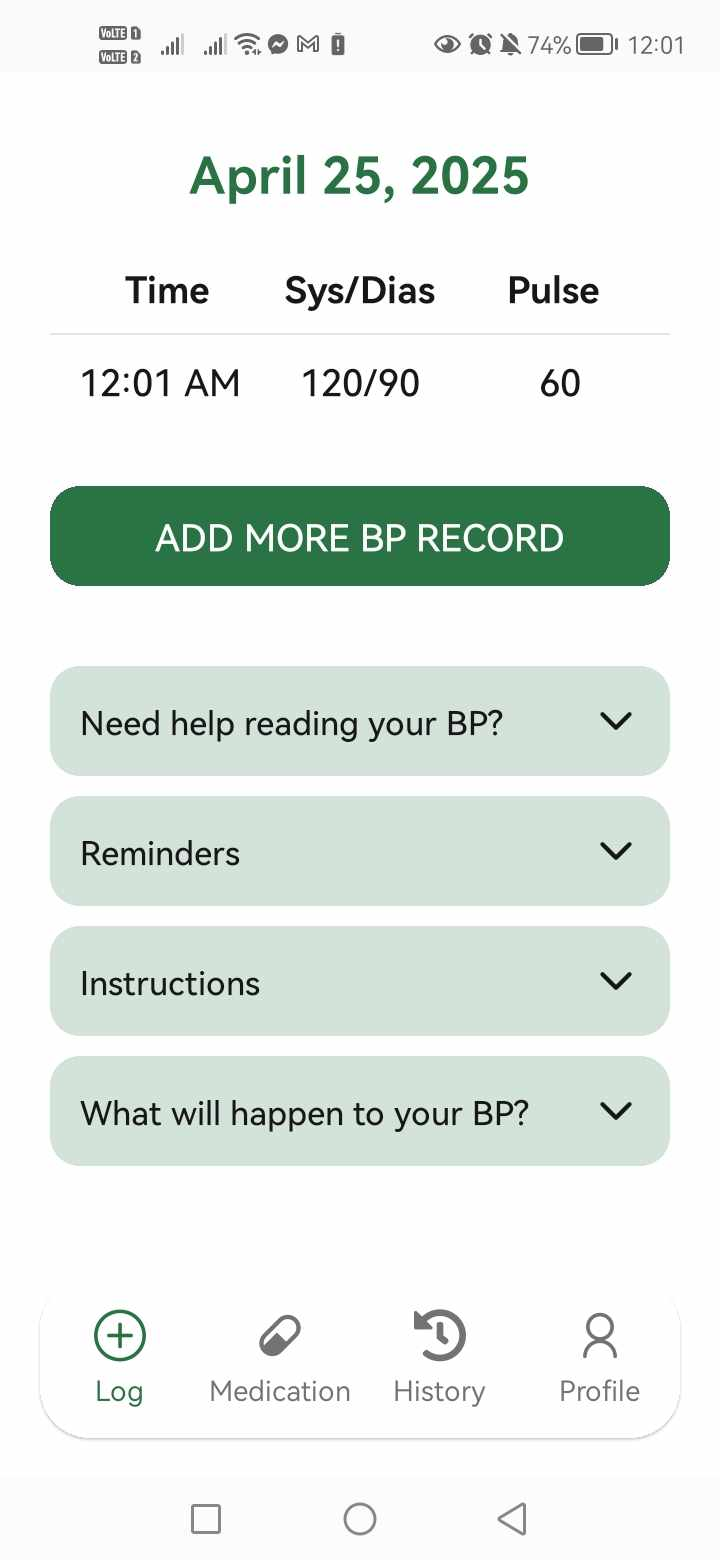 VoLTE 1
VoLTE 2
74% 12:01
April 25, 2025
Time Sys/Dias Pulse
12:01 AM 120/90 60
ADD MORE BP RECORD
Need help reading your BP?
Reminders
Instructions
What will happen to your BP?
Log Medication History Profile